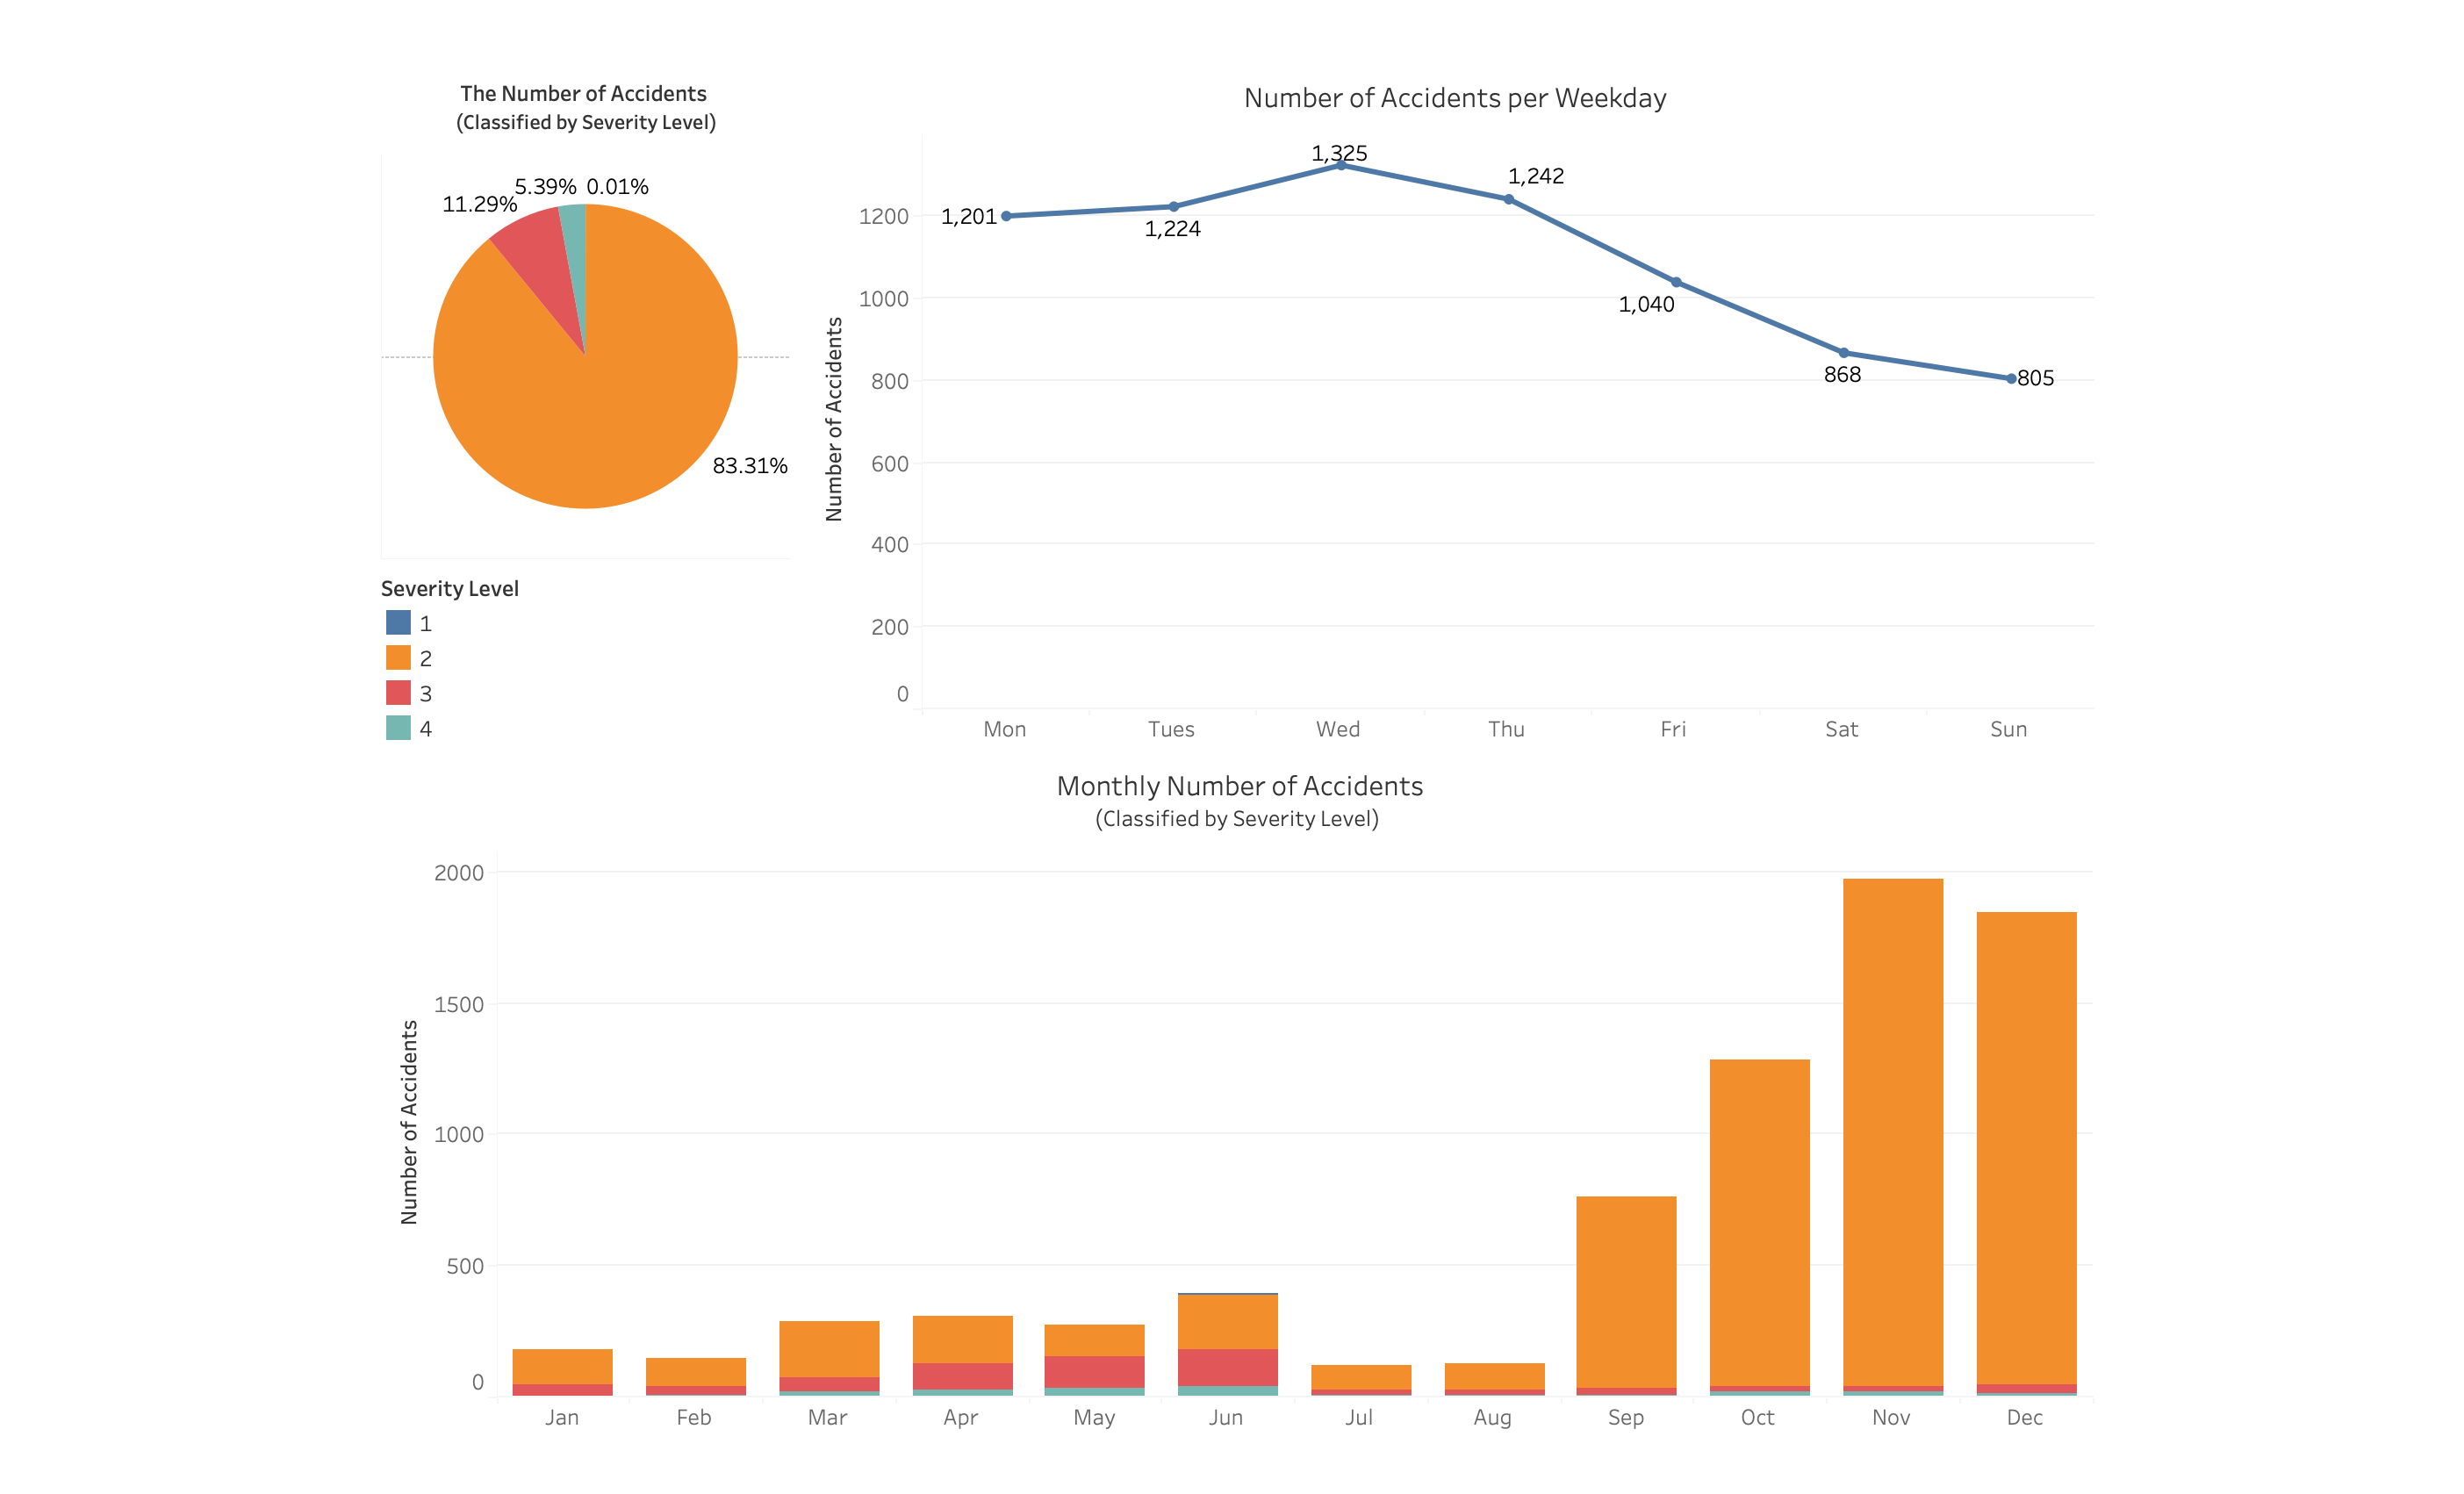 The Number of Accidents
(Classified by Severity Level)
5.39% 0.01%
11.29%
83.31%
Severity Level
1
2
3
4
Number of Accidents per Weekday
Number of Accidents
1200
1000
800
600
400
200
0
1,201
1,224
1,325
1,242
1,040
868
805
Mon Tues Wed Thu Fri Sat Sun
Monthly Number of Accidents
(Classified by Severity Level)
Number of Accidents
2000
1500
1000
500
0
Jan Feb Mar Apr May Jun Jul Aug Sep Oct Nov Dec